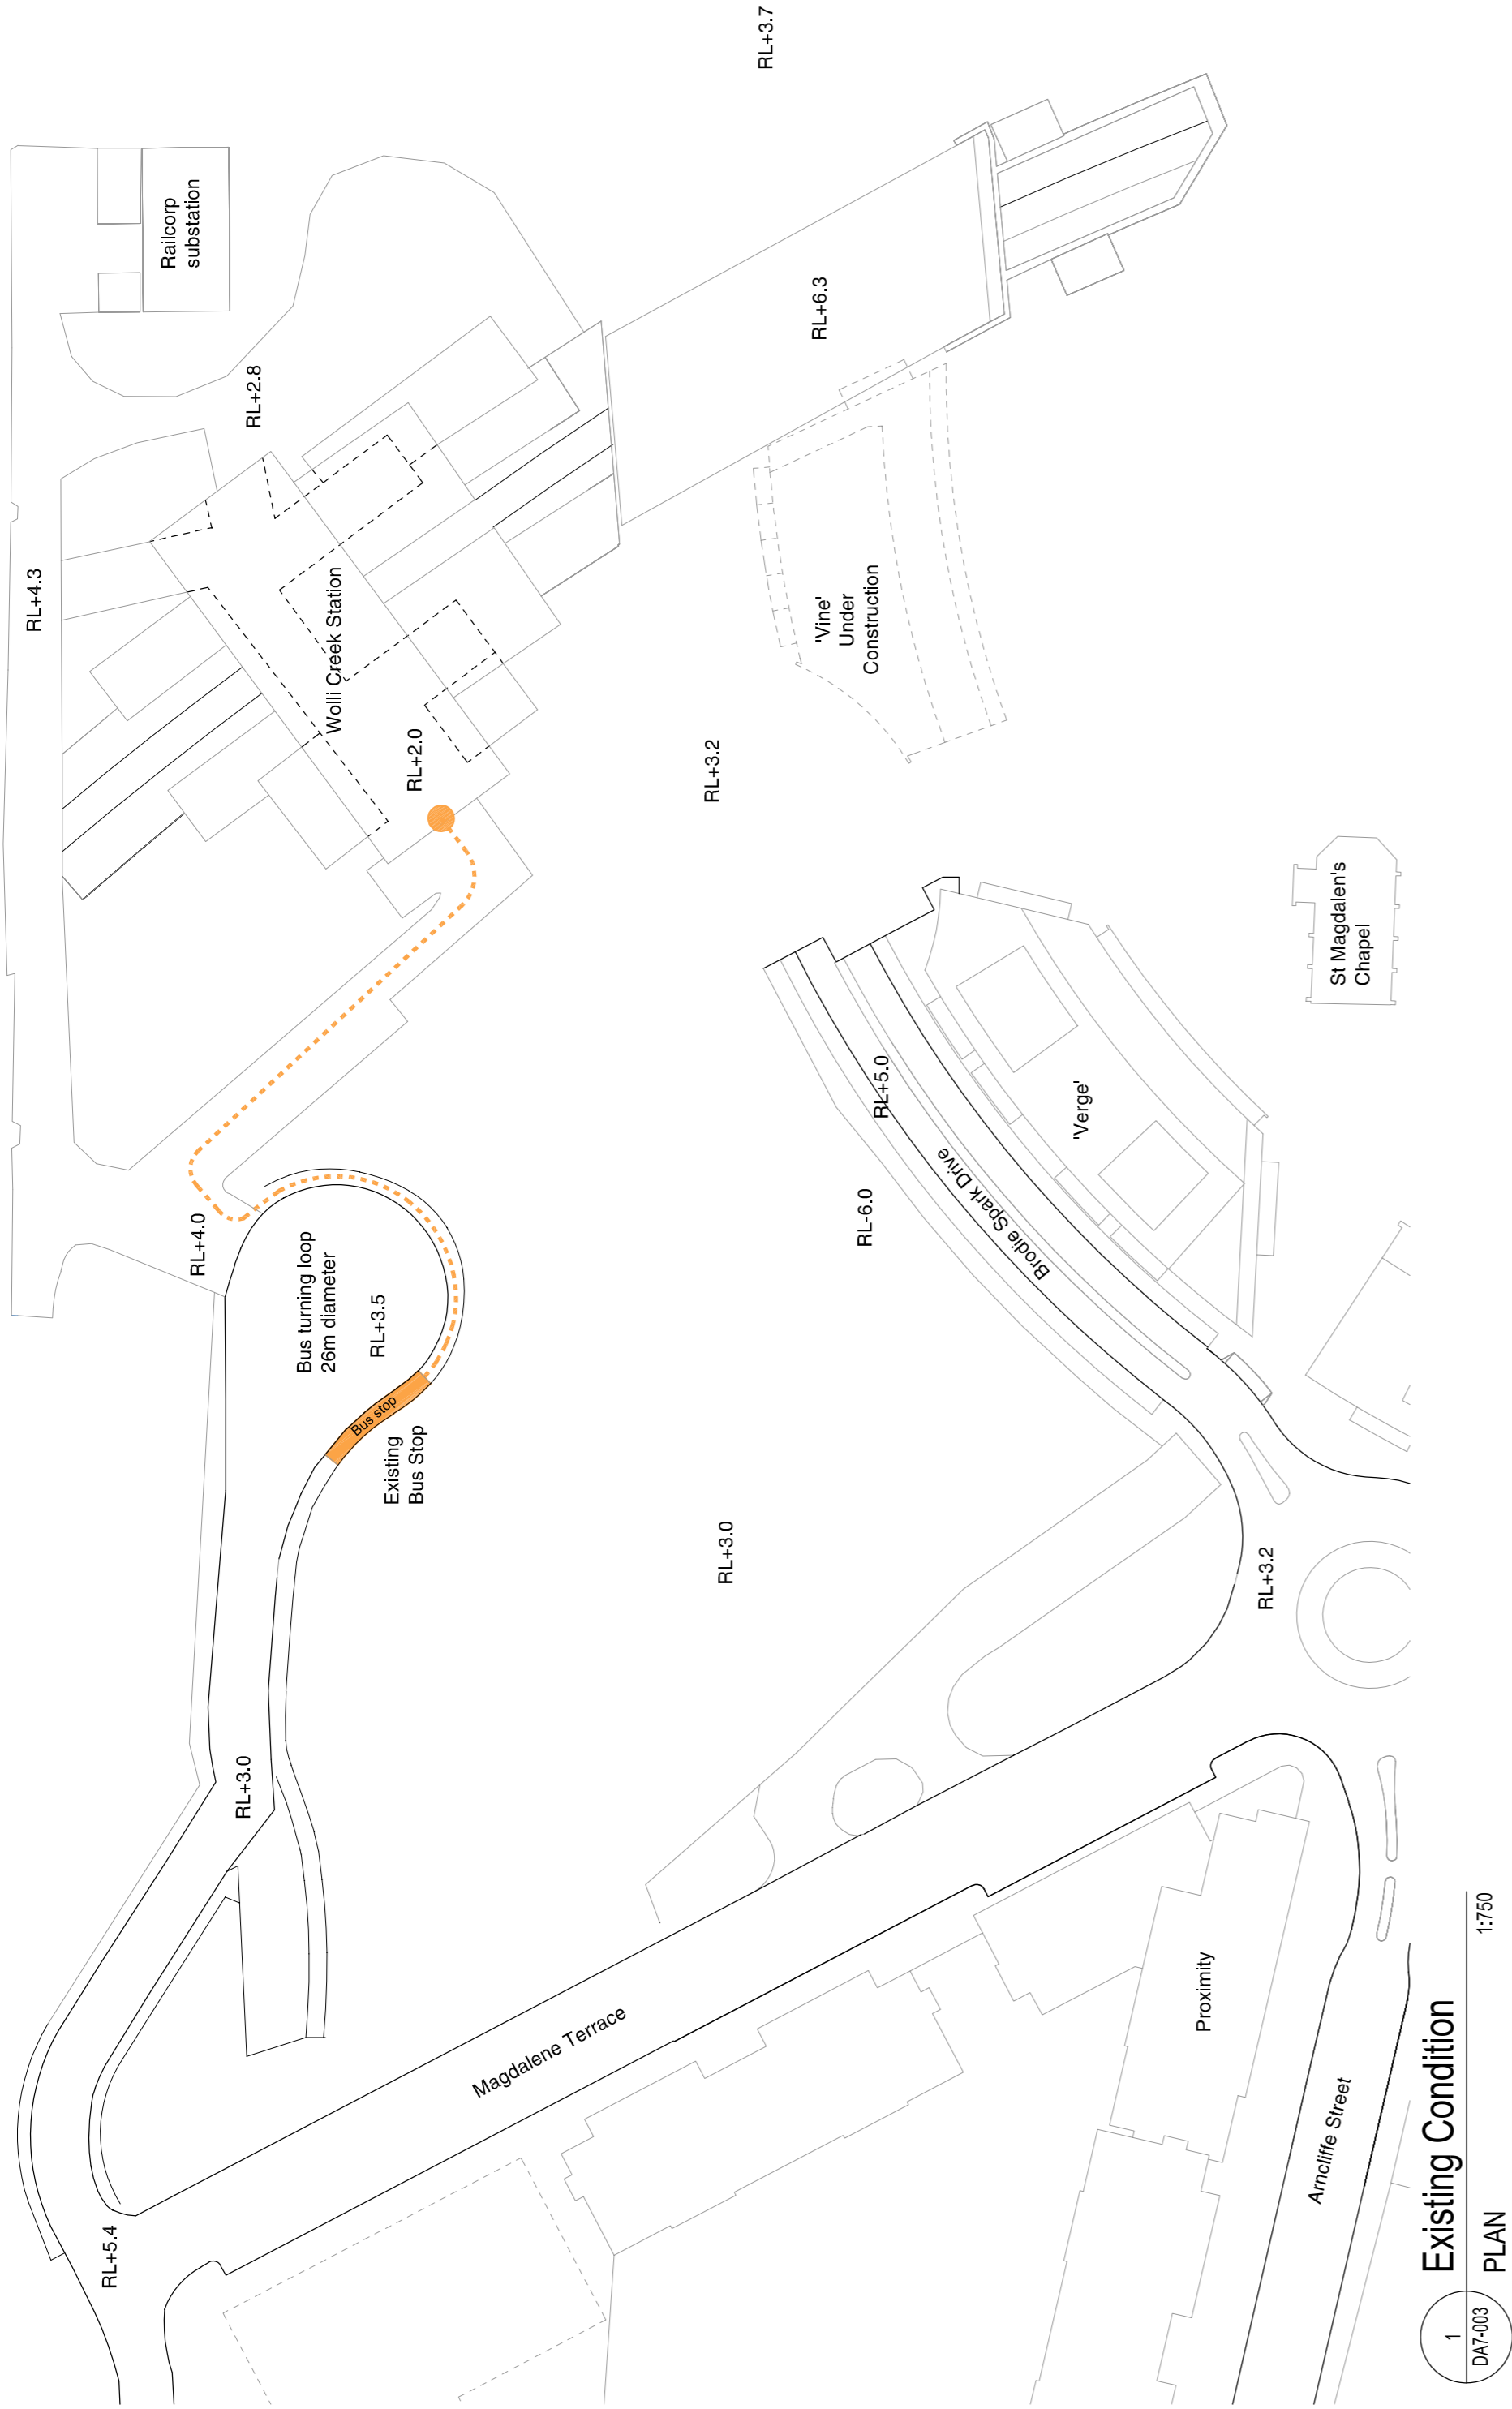 RL+4.3
Railcorp
substation
RL+2.8
RL+3.7
RL+6.3
Wolli Creek Station
RL+2.0
'Vine'
Under
Construction
RL+3.2
RL+4.0
Bus turning loop
26m diameter
RL+3.5
Bus stop
Existing
Bus Stop
RL+5.0
RL-6.0
Brodie Spark Drive
'Verge'
St Magdalen's
Chapel
RL+3.0
RL+3.2
RL+3.0
RL+5.4
Magdalene Terrace
Proximity
Arncliffe Street
1
DA7-003
Existing Condition
PLAN
1:750